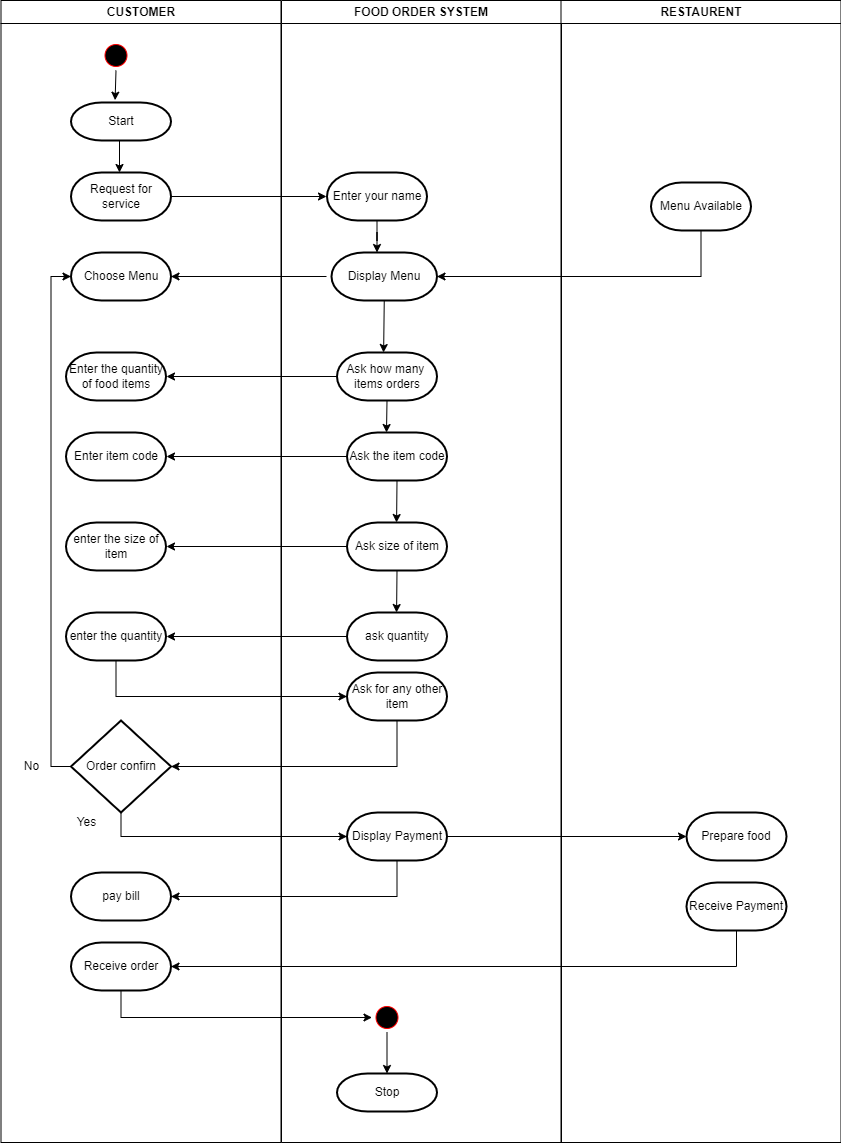 CUSTOMER
FOOD ORDER SYSTEM
RESTAURENT
Start
Request for
service
Enter your name
Menu Available
Choose Menu
Display Menu
Enter the quantity
of food items
Ask how many
items orders
Enter item code
Ask the item code
enter the size of
item
Ask size of item
enter the quantity
ask quantity
Ask for any other
item
No
Order confirn
Yes
Display Payment
Prepare food
pay bill
Receive Payment
Receive order
Stop